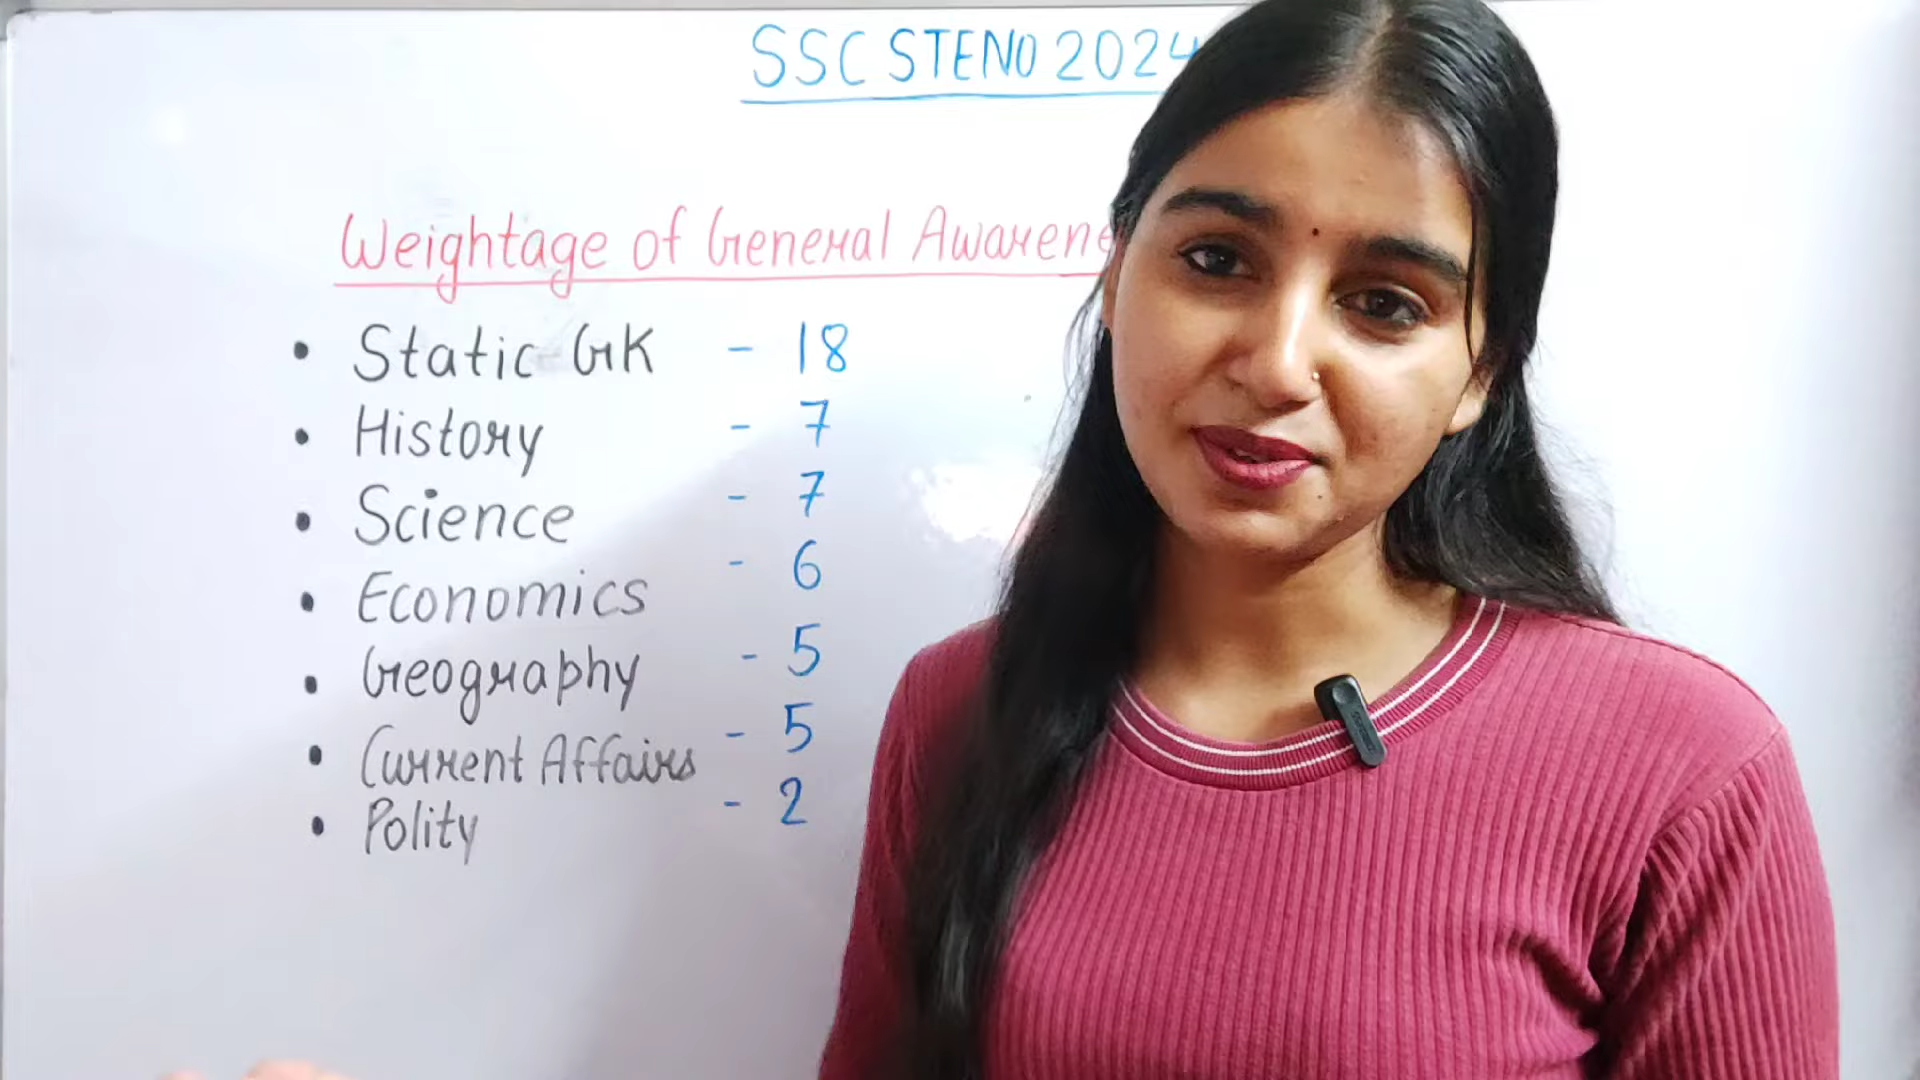 SSC STENO 2024
Weightage of General Awarene
• Static GK - 18
• History - 7
• Science - 7
• Economics - 6
• Geography - 5
• Current Affairs - 5
• Polity - 2